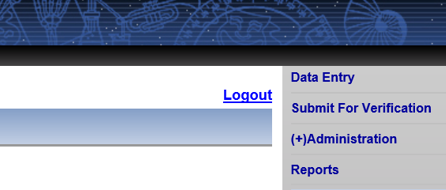 Logout
Data Entry
Submit For Verification
(+)Administration
Reports